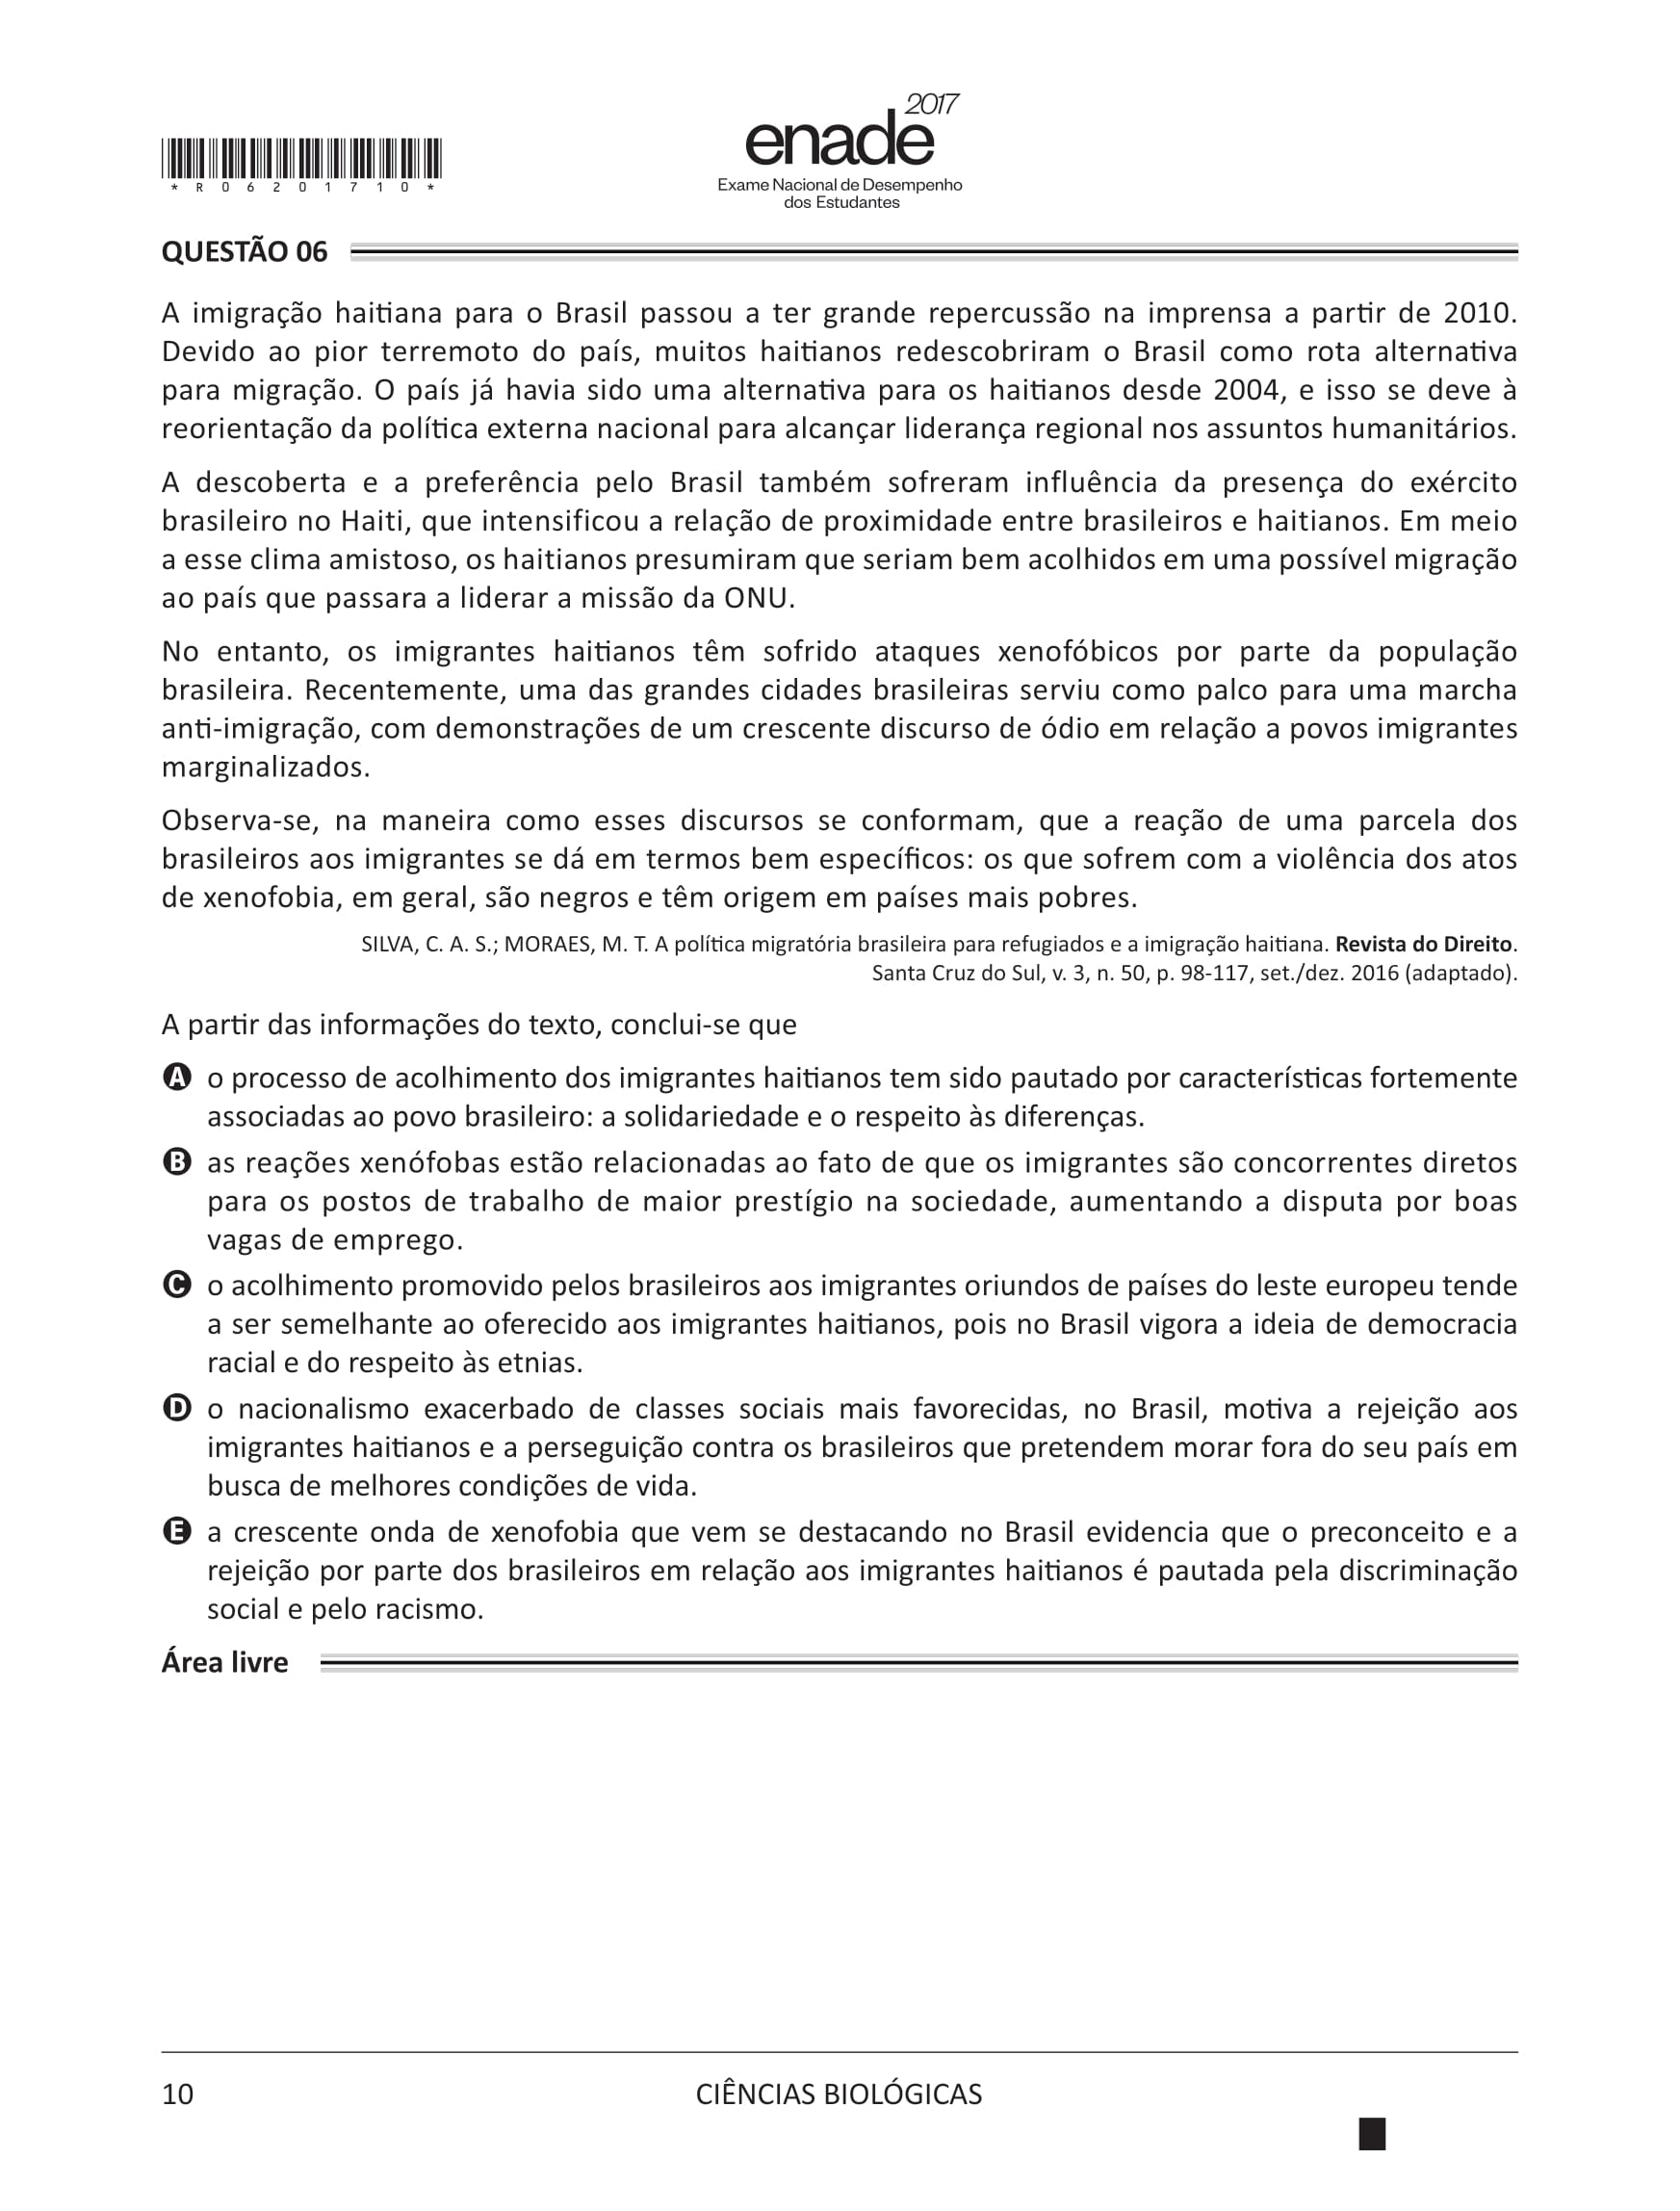 2017
enade
Exame Nacional de Desempenho
dos Estudantes
* R 0 6 2 0 1 7 1 0 *
QUESTÃO 06
A imigração haitiana para o Brasil passou a ter grande repercussão na imprensa a partir de 2010.
Devido ao pior terremoto do país, muitos haitianos redescobriram o Brasil como rota alternativa
para migração. O país já havia sido uma alternativa para os haitianos desde 2004, e isso se deve à
reorientação da política externa nacional para alcançar liderança regional nos assuntos humanitários.
A descoberta e a preferência pelo Brasil também sofreram influência da presença do exército
brasileiro no Haiti, que intensificou a relação de proximidade entre brasileiros e haitianos. Em meio
a esse clima amistoso, os haitianos presumiram que seriam bem acolhidos em uma possível migração
ao país que passara a liderar a missão da ONU.
No entanto, os imigrantes haitianos têm sofrido ataques xenofóbicos por parte da população
brasileira. Recentemente, uma das grandes cidades brasileiras serviu como palco para uma marcha
anti-imigração, com demonstrações de um crescente discurso de ódio em relação a povos imigrantes
marginalizados.
Observa-se, na maneira como esses discursos se conformam, que a reação de uma parcela dos
brasileiros aos imigrantes se dá em termos bem específicos: os que sofrem com a violência dos atos
de xenofobia, em geral, são negros e têm origem em países mais pobres.
SILVA, C. A. S.; MORAES, M. T. A política migratória brasileira para refugiados e a imigração haitiana. Revista do Direito.
Santa Cruz do Sul, v. 3, n. 50, p. 98-117, set./dez. 2016 (adaptado).
A partir das informações do texto, conclui-se que
A o processo de acolhimento dos imigrantes haitianos tem sido pautado por características fortemente
associadas ao povo brasileiro: a solidariedade e o respeito às diferenças.
B as reações xenófobas estão relacionadas ao fato de que os imigrantes são concorrentes diretos
para os postos de trabalho de maior prestígio na sociedade, aumentando a disputa por boas
vagas de emprego.
C o acolhimento promovido pelos brasileiros aos imigrantes oriundos de países do leste europeu tende
a ser semelhante ao oferecido aos imigrantes haitianos, pois no Brasil vigora a ideia de democracia
racial e do respeito às etnias.
D o nacionalismo exacerbado de classes sociais mais favorecidas, no Brasil, motiva a rejeição aos
imigrantes haitianos e a perseguição contra os brasileiros que pretendem morar fora do seu país em
busca de melhores condições de vida.
E a crescente onda de xenofobia que vem se destacando no Brasil evidencia que o preconceito e a
rejeição por parte dos brasileiros em relação aos imigrantes haitianos é pautada pela discriminação
social e pelo racismo.
Área livre
10
CIÊNCIAS BIOLÓGICAS